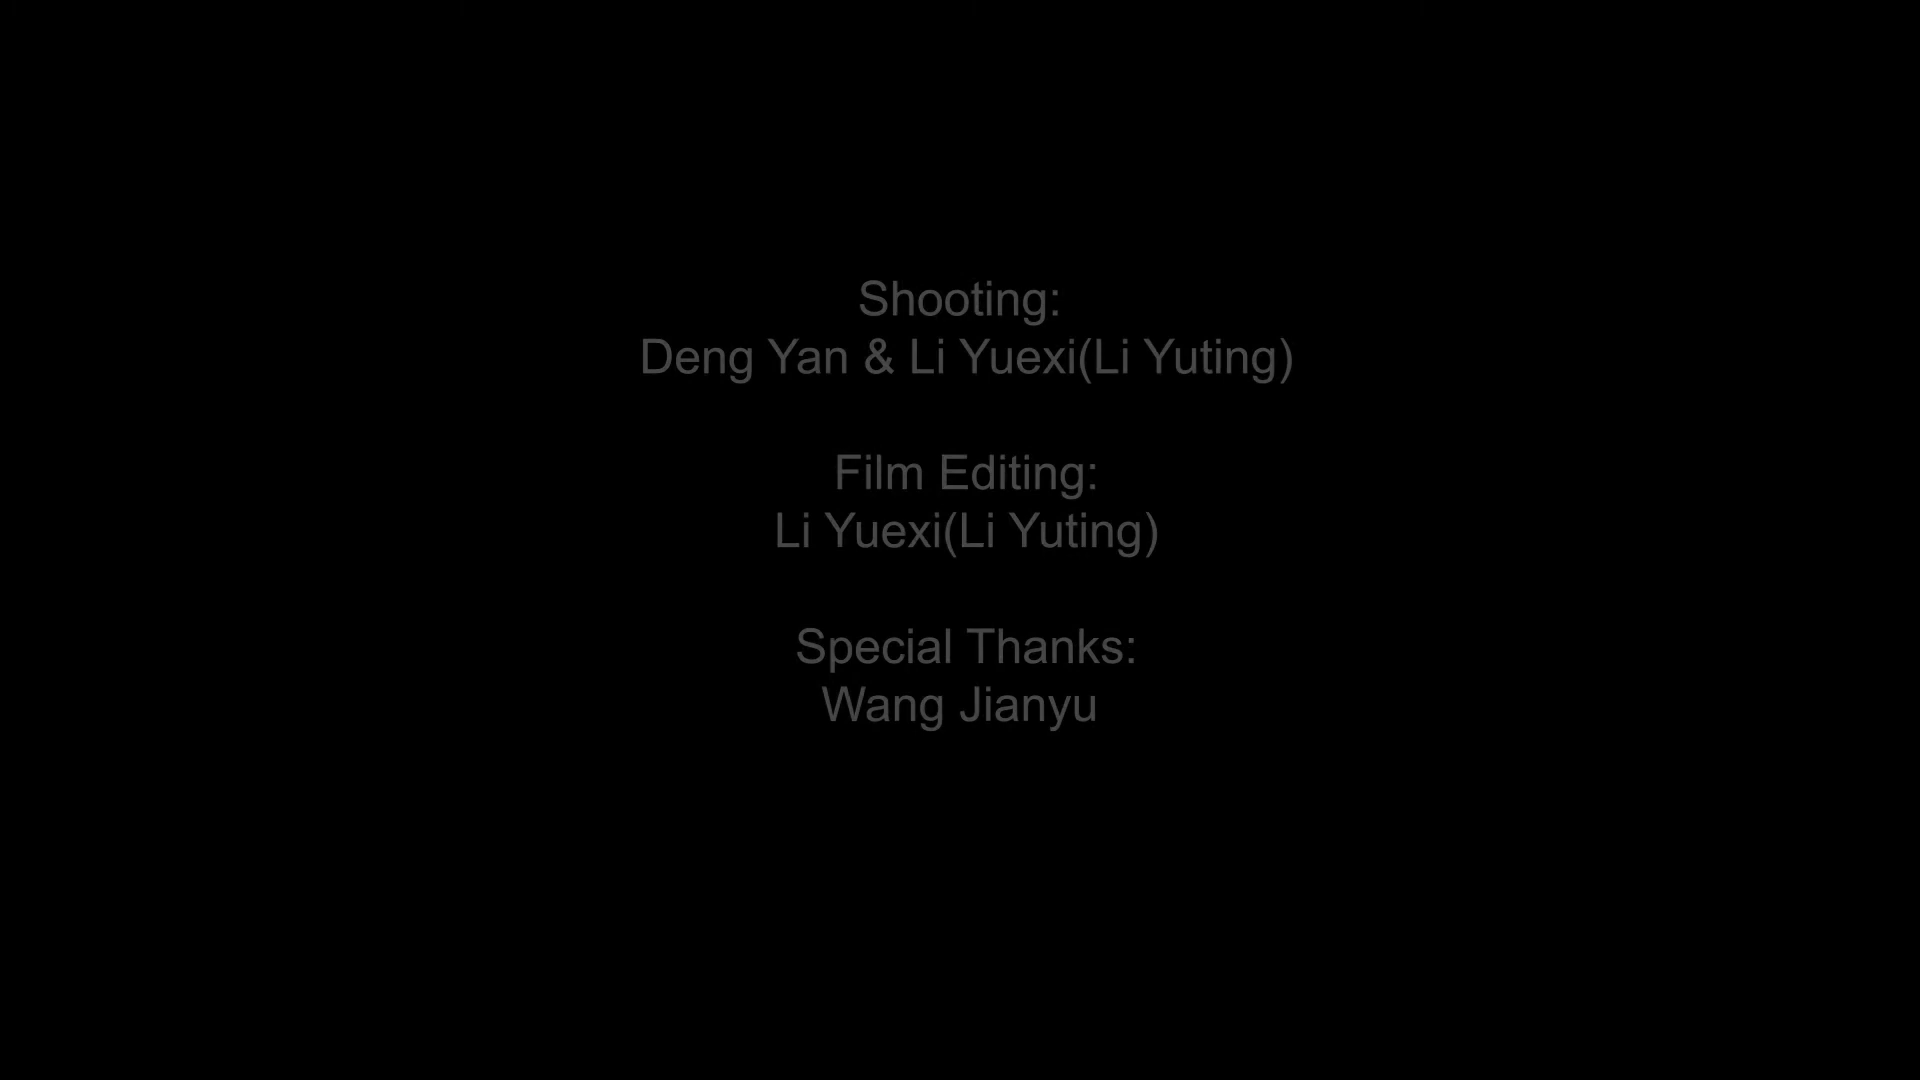 Shooting:
Deng Yan & Li Yuexi(Li Yuting)
Film Editing:
Li Yuexi(Li Yuting)
Special Thanks:
Wang Jianyu